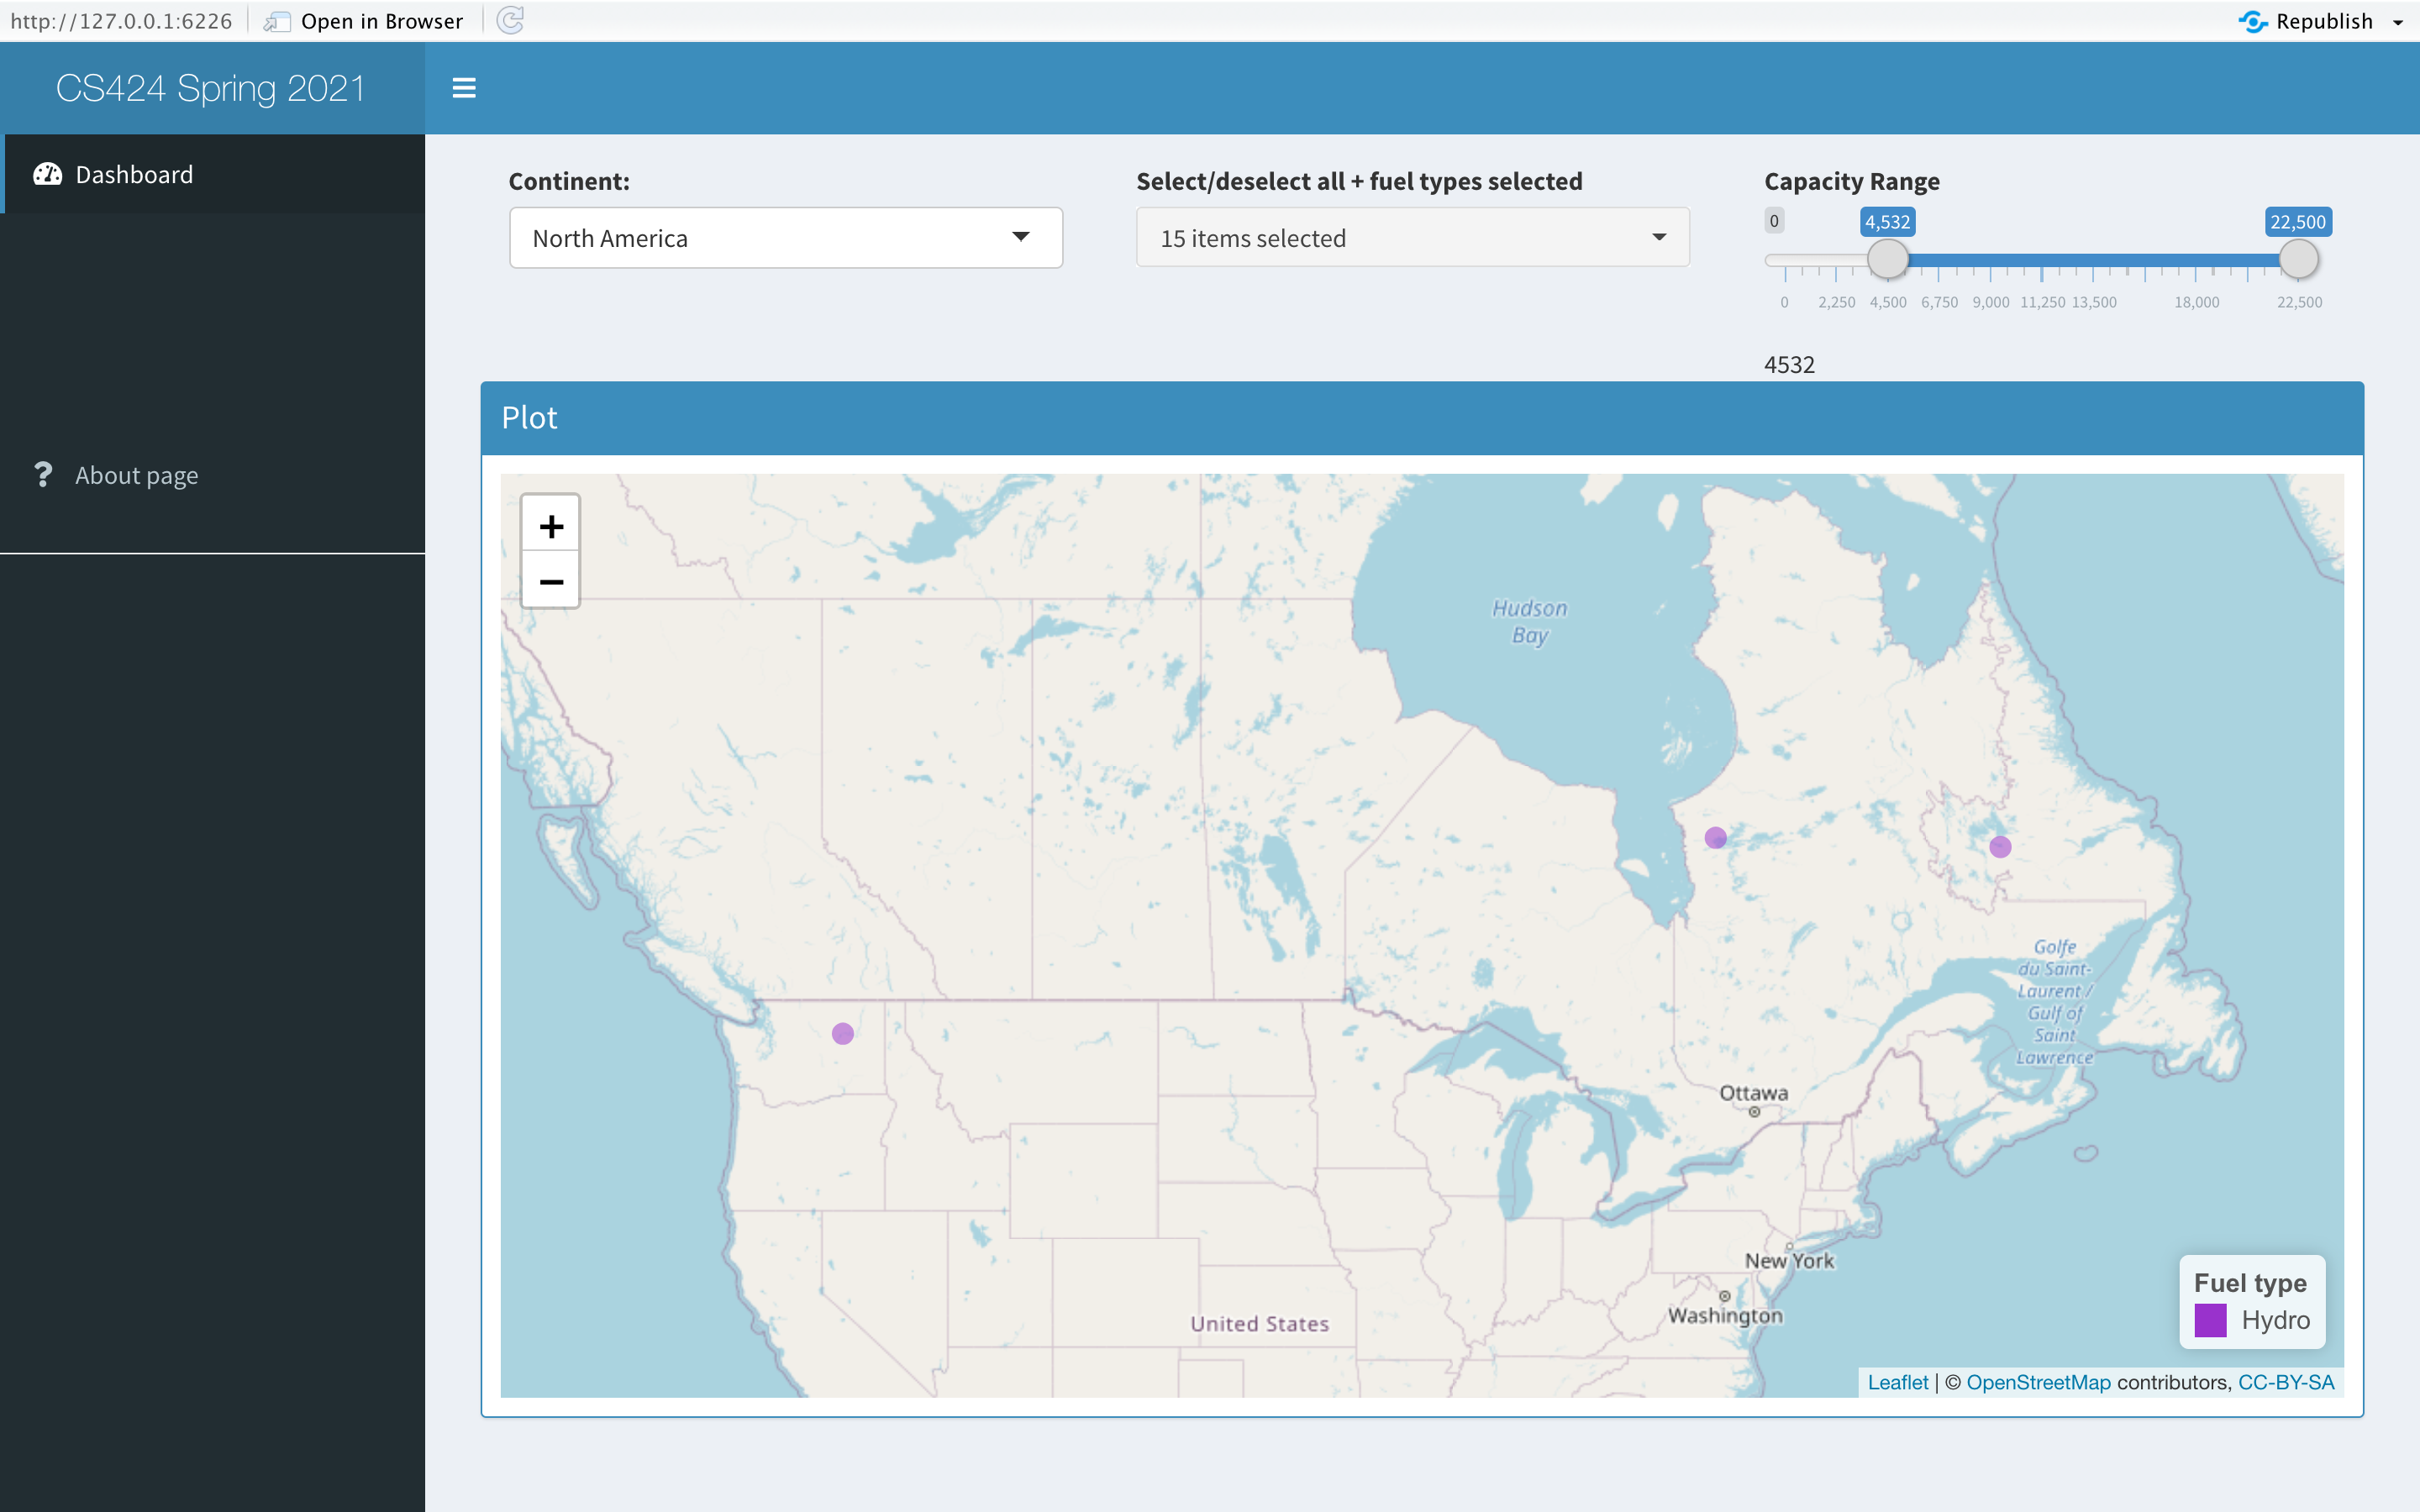 http://127.0.0.1:6226 Open in Browser Republish
CS424 Spring 2021
Dashboard
About page
Continent:
North America
Select/deselect all + fuel types selected
15 items selected
Capacity Range
0 4,532 22,500
0 2,250 4,500 6,750 9,000 11,250 13,500 18,000 22,500
4532
Plot
+
−
Hudson
Bay
Golfe
du Saint-
Laurent /
Gulf of
Saint
Lawrence
Ottawa
New York
Washington
United States
Fuel type
Hydro
Leaflet | © OpenStreetMap contributors, CC-BY-SA